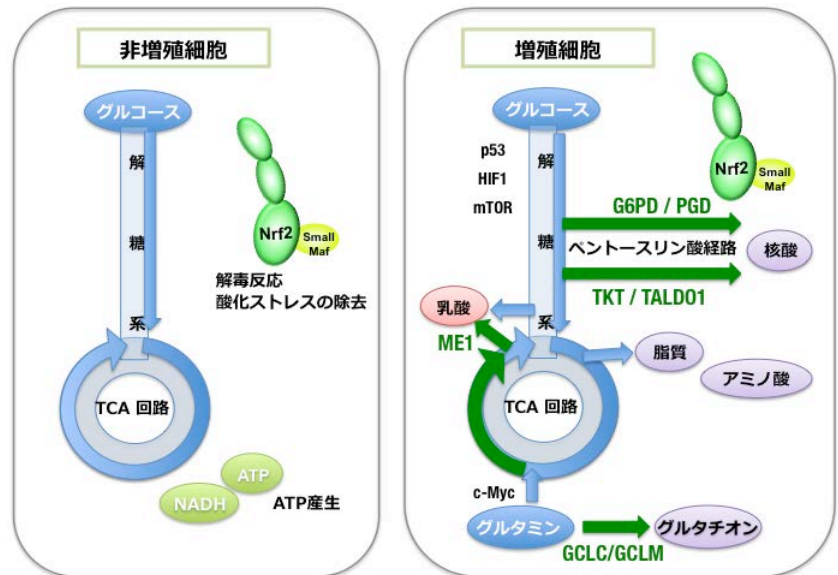 非増殖細胞
グルコース
解
糖
系
Nrf2
Small
Maf
解毒反応
酸化ストレスの除去
TCA 回路
ATP
NADH
ATP産生
増殖細胞
グルコース
p53
HIF1
mTOR
解
糖
系
Nrf2
Small
Maf
G6PD / PGD
ペントースリン酸経路
核酸
TKT / TALDO1
乳酸
ME1
脂質
アミノ酸
TCA 回路
c-Myc
グルタミン
グルタチオン
GCLC/GCLM